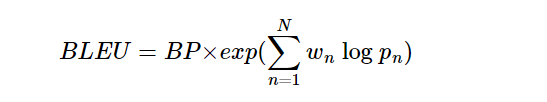 BLEU = BP×exp(∑_{n=1}^{N} w_n log p_n)